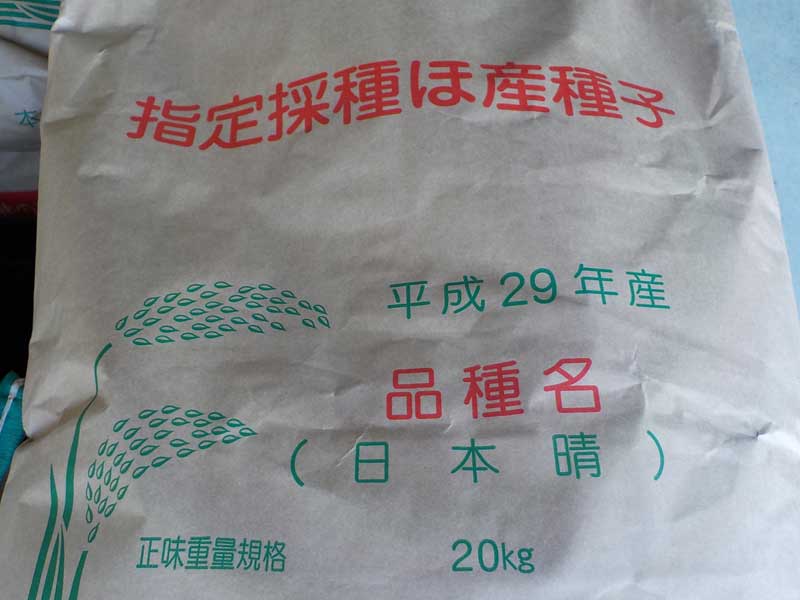 指定採種ほ産種子
平成29年産
品種名
(日本晴)
正味重量規格 20kg
本